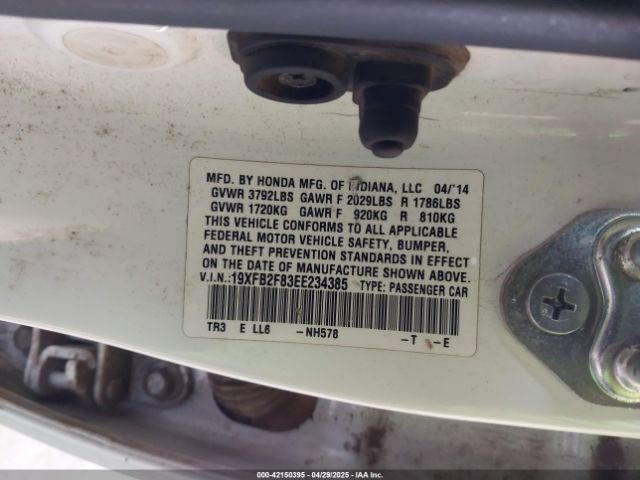 MFD. BY HONDA MFG. OF INDIANA, LLC 04/'14
GVWR 3792LBS GAWR F 2029LBS R 1786LBS
GVWR 1720KG GAWR F 920KG R 810KG
THIS VEHICLE CONFORMS TO ALL APPLICABLE
FEDERAL MOTOR VEHICLE SAFETY, BUMPER,
AND THEFT PREVENTION STANDARDS IN EFFECT
ON THE DATE OF MANUFACTURE SHOWN ABOVE.
V.I.N.:19XFB2F83EE234385 TYPE: PASSENGER CAR
TR3 E LL6 -NH578 -T -E
000-42150395 04/29/2025 - IAAI, INC.